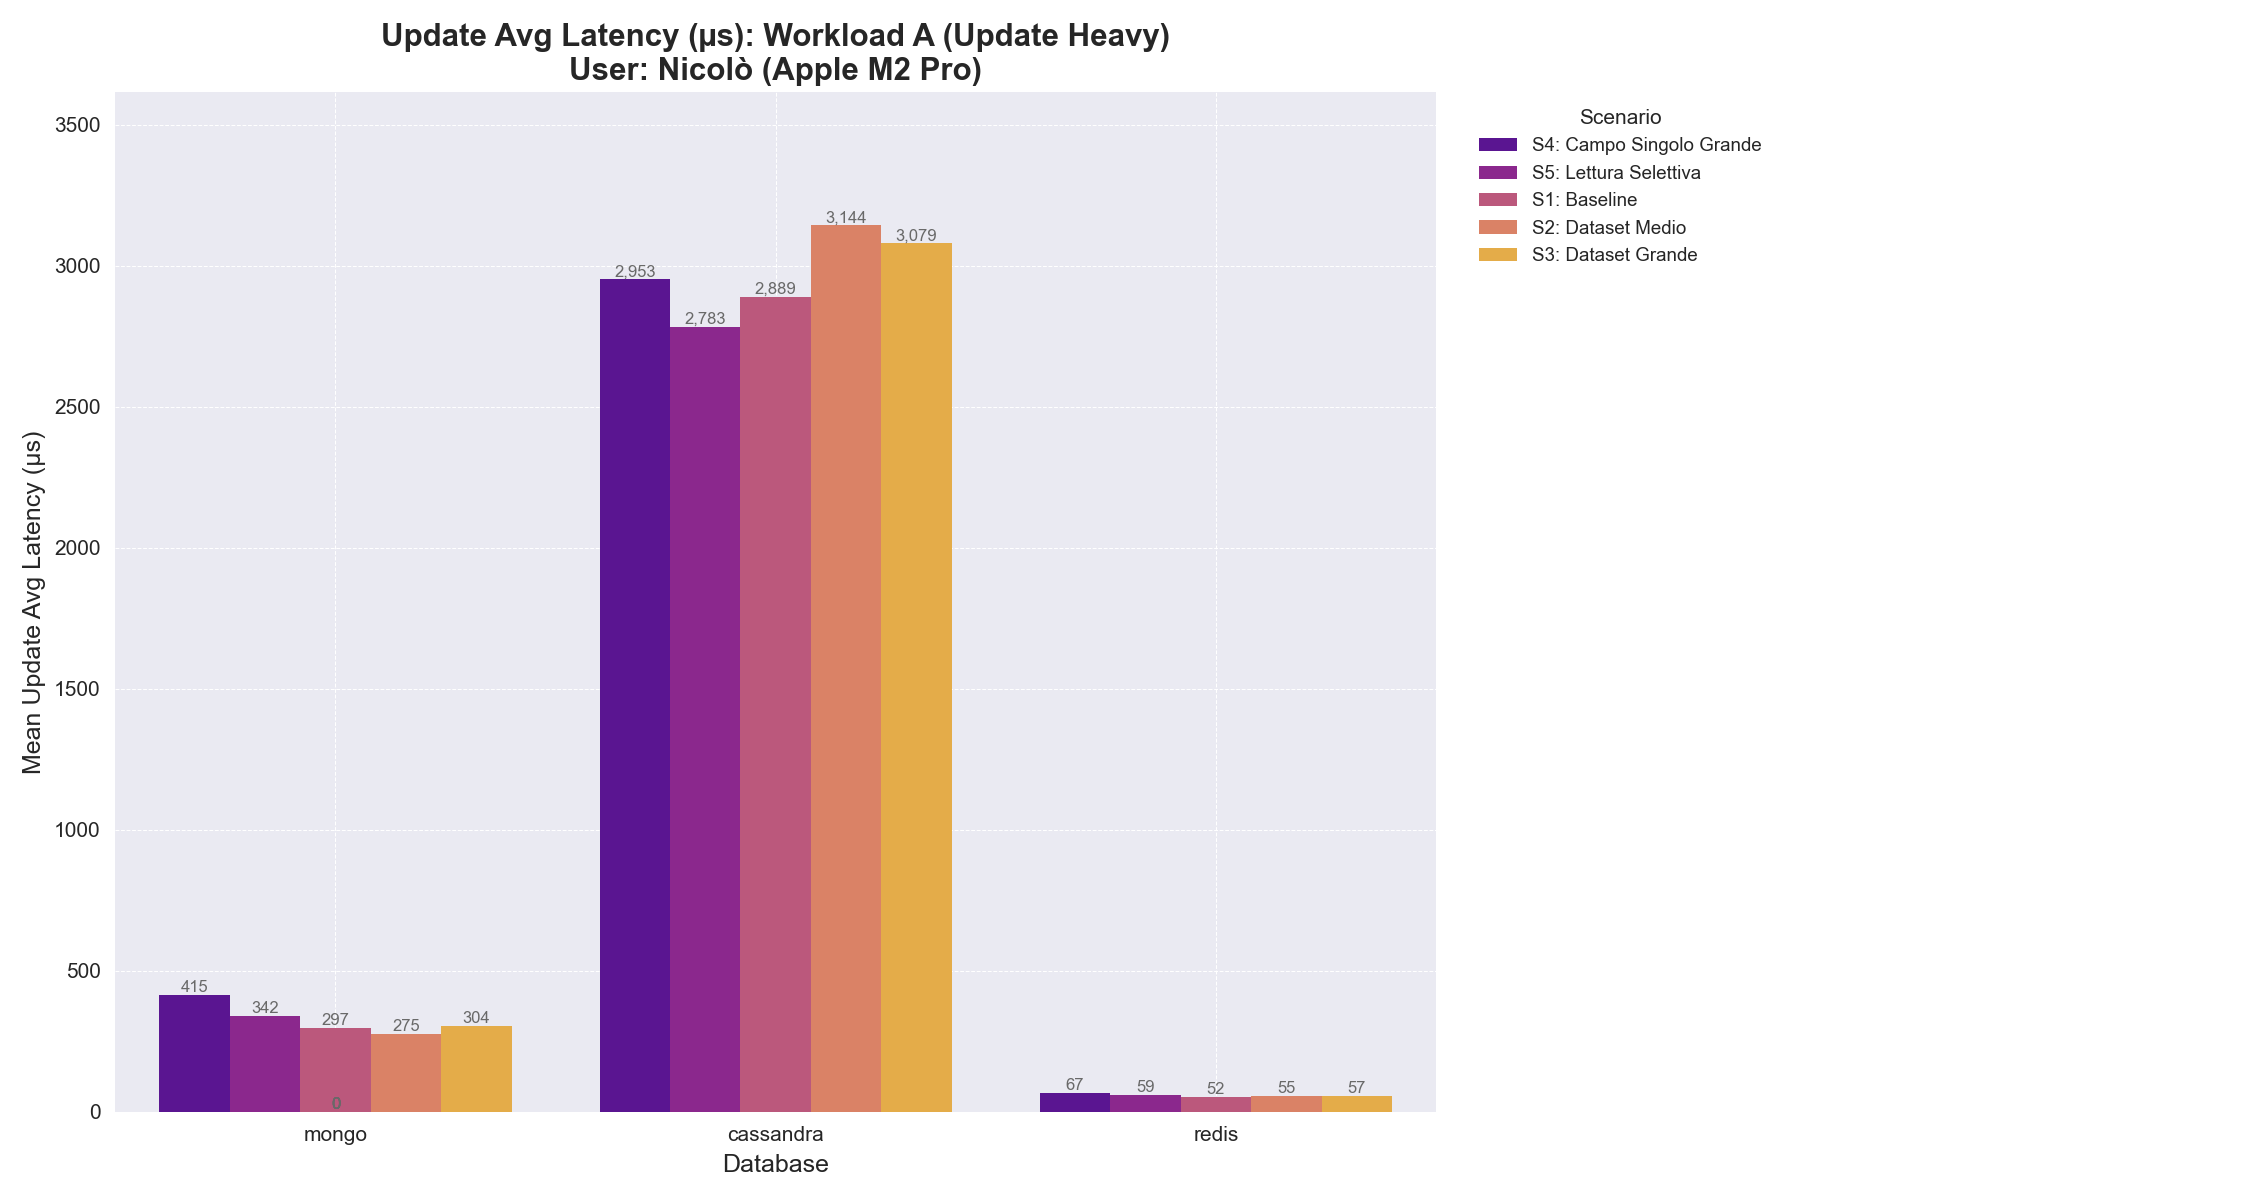 Update Avg Latency (µs): Workload A (Update Heavy)
User: Nicolò (Apple M2 Pro)
Scenario
S4: Campo Singolo Grande
S5: Lettura Selettiva
S1: Baseline
S2: Dataset Medio
S3: Dataset Grande
Mean Update Avg Latency (µs)
3500
3000
2500
2000
1500
1000
500
0
415
342
297
275
304
0
2,953
2,783
2,889
3,144
3,079
67
59
52
55
57
mongo
cassandra
redis
Database